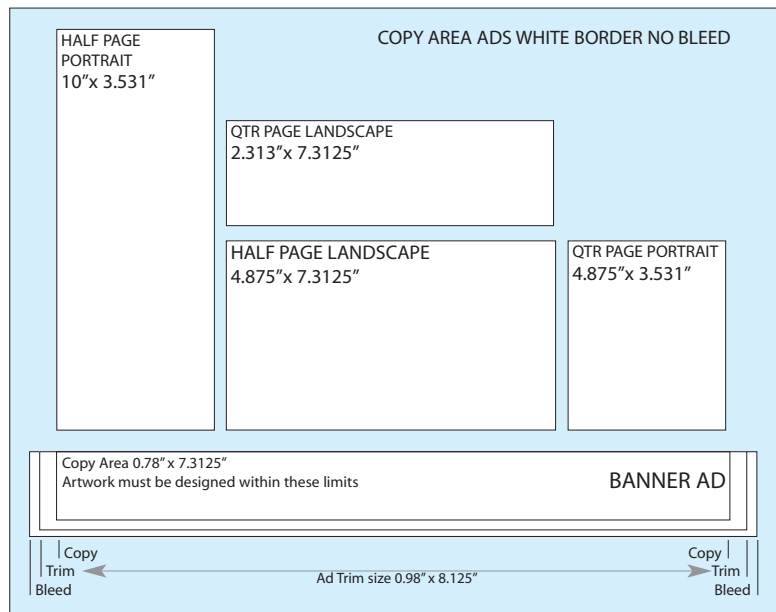 COPY AREA ADS WHITE BORDER NO BLEED
HALF PAGE
PORTRAIT
10”x 3.531”
QTR PAGE LANDSCAPE
2.313”x 7.3125”
HALF PAGE LANDSCAPE
4.875”x 7.3125”
QTR PAGE PORTRAIT
4.875”x 3.531”
Copy Area 0.78” x 7.3125”
Artwork must be designed within these limits
BANNER AD
Copy
Trim
Bleed
Ad Trim size 0.98” x 8.125”
Copy
Trim
Bleed